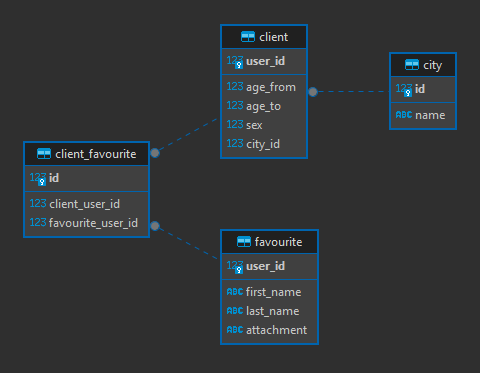 client
123 user_id
123 age_from
123 age_to
123 sex
123 city_id
city
123 id
ABC name
client_favourite
123 id
123 client_user_id
123 favourite_user_id
favourite
123 user_id
ABC first_name
ABC last_name
ABC attachment